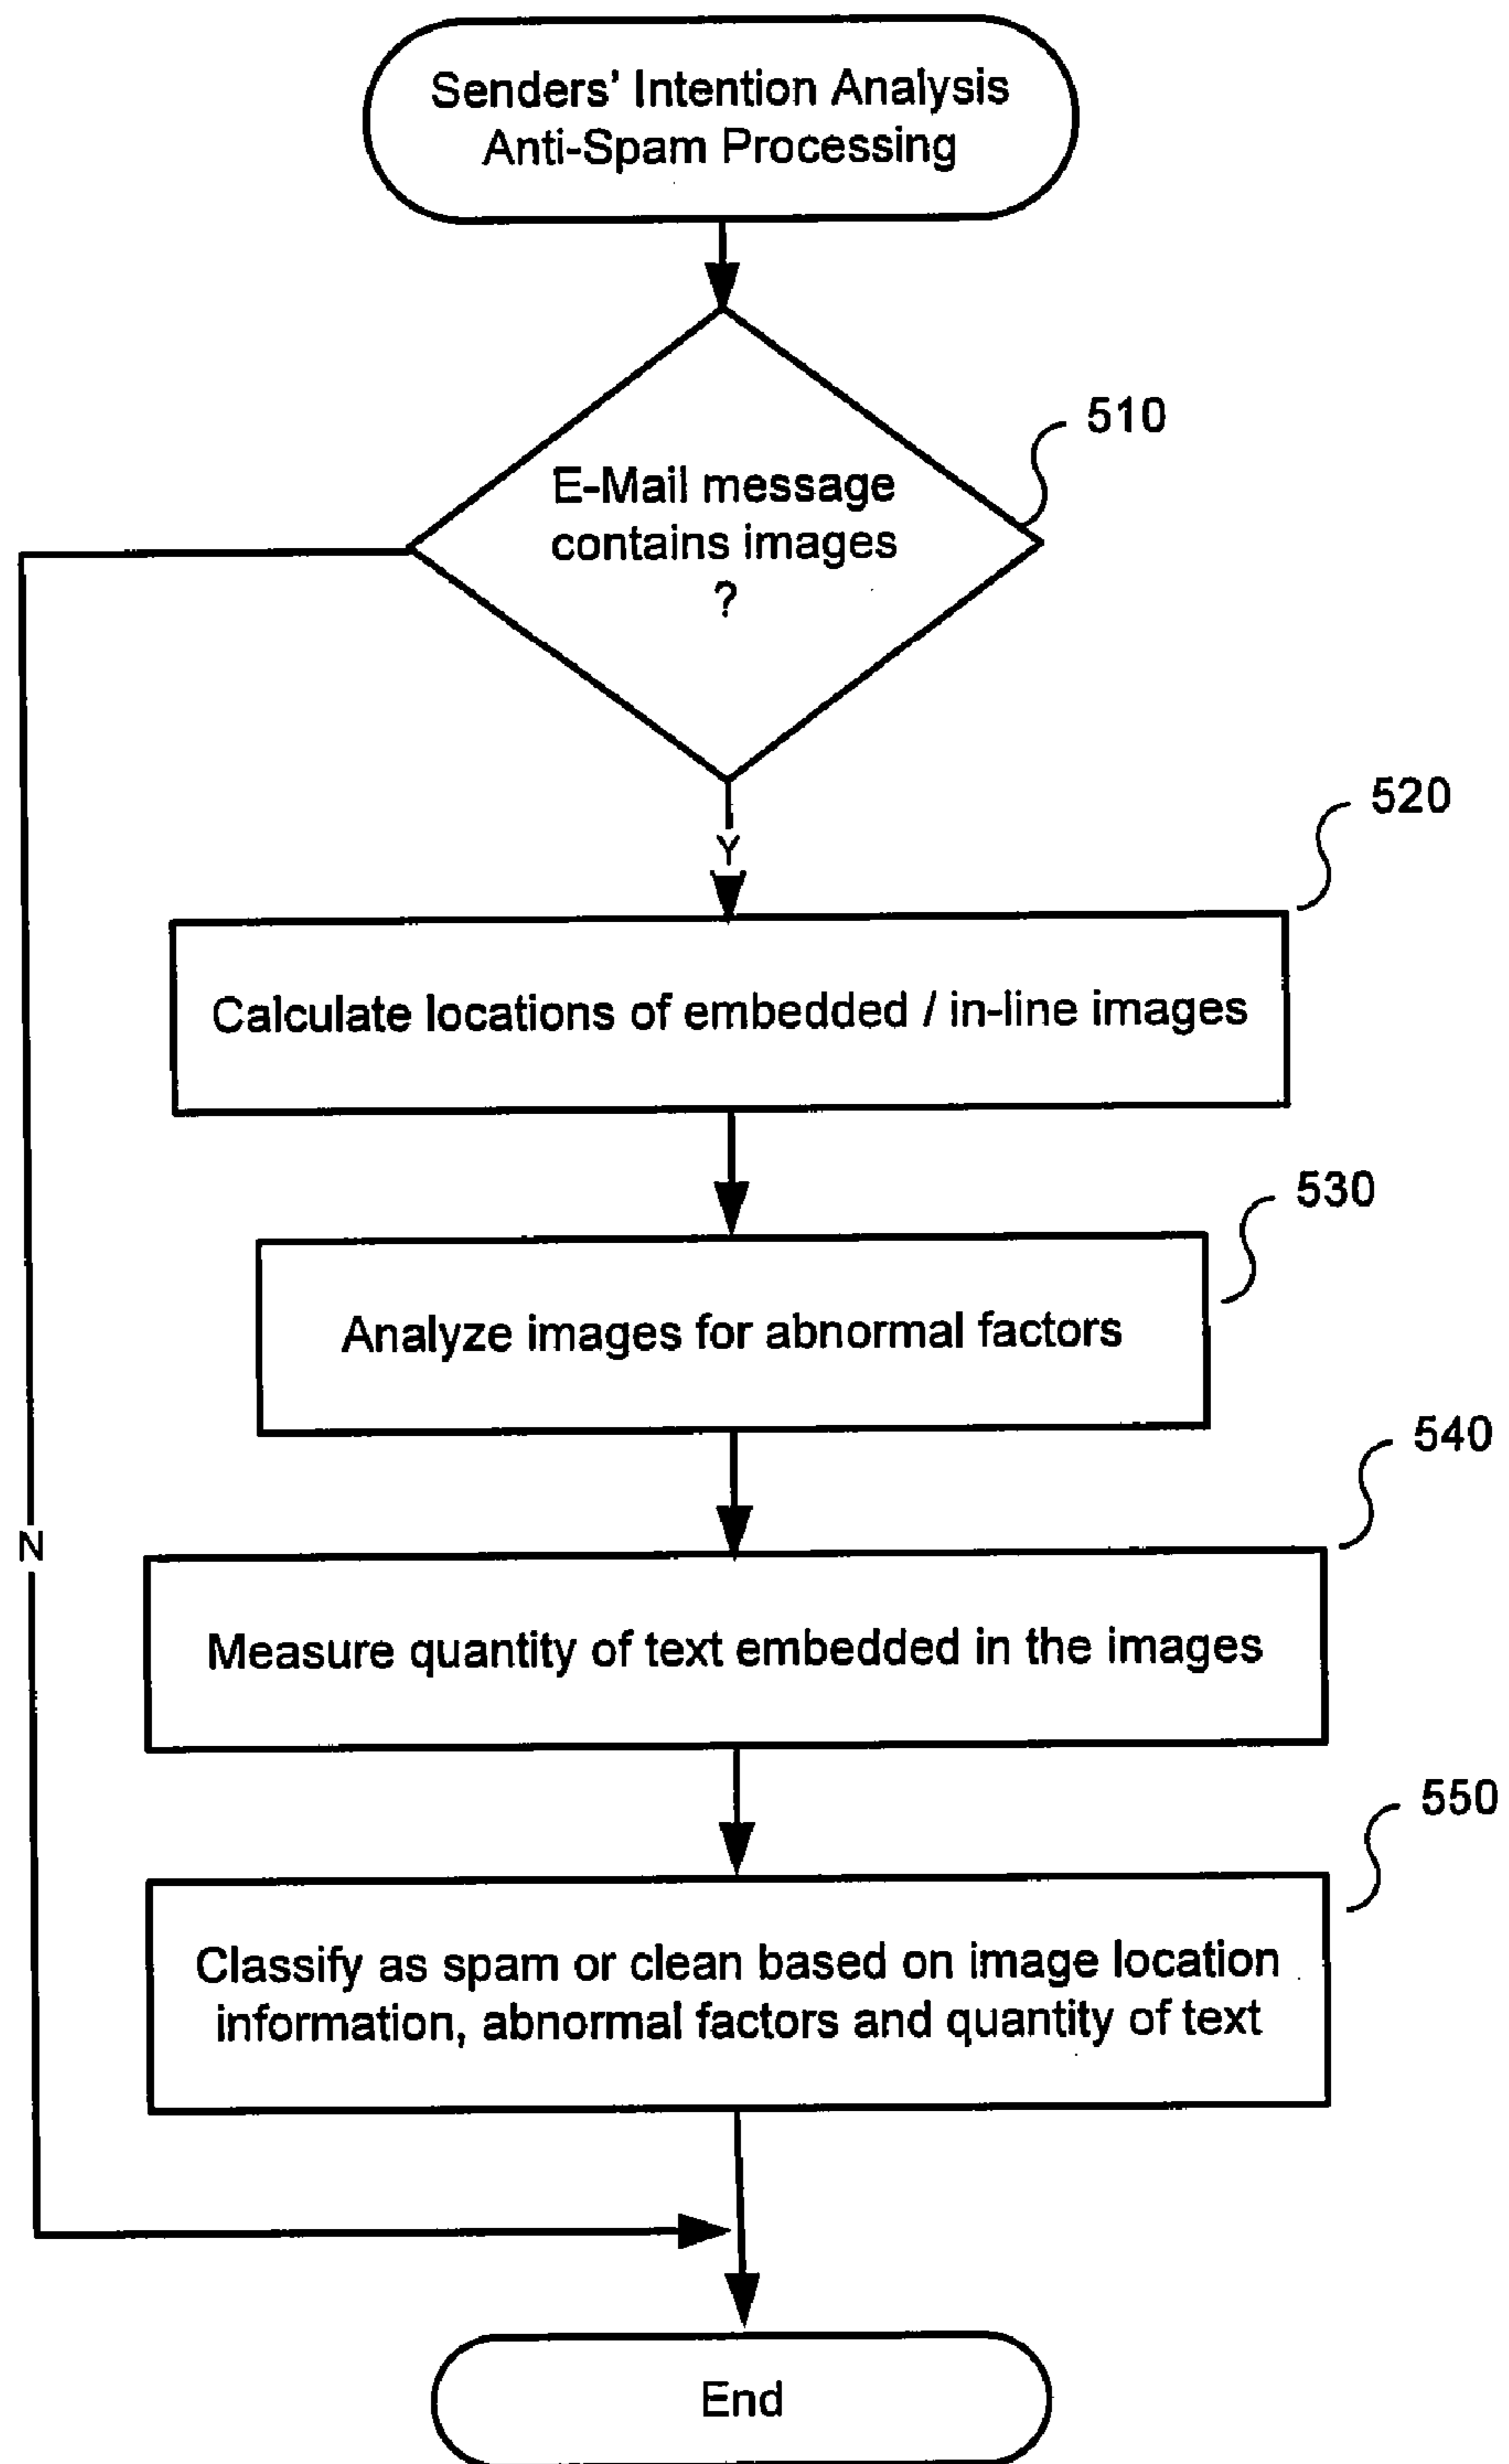 Senders' Intention Analysis
Anti-Spam Processing
510
E-Mail message
contains images
?
Y
520
Calculate locations of embedded / in-line images
530
Analyze images for abnormal factors
540
N
Measure quantity of text embedded in the images
550
Classify as spam or clean based on image location
information, abnormal factors and quantity of text
End